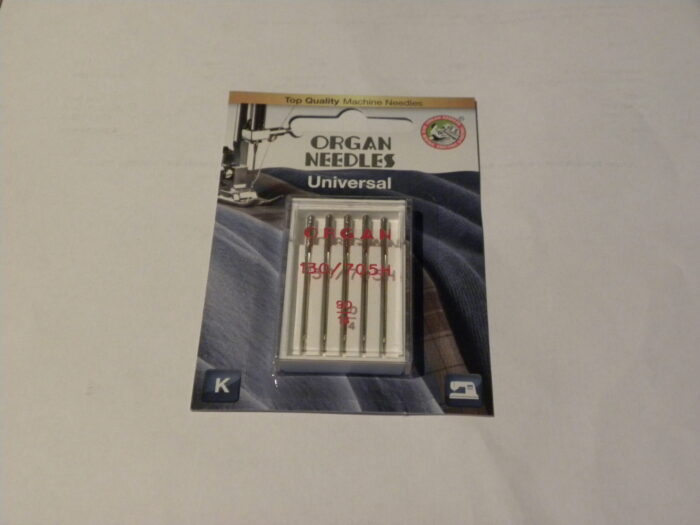 Top Quality Machine Needles
ORGAN
NEEDLES
Universal
ORGAN
130/705H
90
14
K